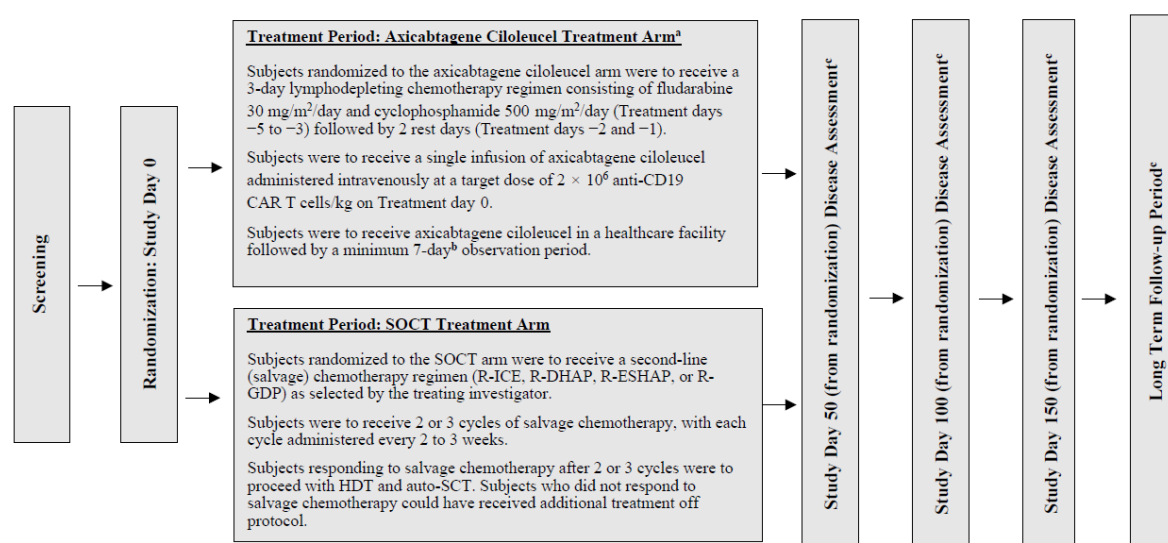 Screening
Randomization: Study Day 0
Treatment Period: Axicabtagene Ciloleucel Treatment Armᵃ
Subjects randomized to the axicabtagene ciloleucel arm were to receive a
3-day lymphodepleting chemotherapy regimen consisting of fludarabine
30 mg/m²/day and cyclophosphamide 500 mg/m²/day (Treatment days
−5 to −3) followed by 2 rest days (Treatment days −2 and −1).
Subjects were to receive a single infusion of axicabtagene ciloleucel
administered intravenously at a target dose of 2 × 10⁶ anti-CD19
CAR T cells/kg on Treatment day 0.
Subjects were to receive axicabtagene ciloleucel in a healthcare facility
followed by a minimum 7-dayᵇ observation period.
Treatment Period: SOCT Treatment Arm
Subjects randomized to the SOCT arm were to receive a second-line
(salvage) chemotherapy regimen (R-ICE, R-DHAP, R-ESHAP, or R-
GDP) as selected by the treating investigator.
Subjects were to receive 2 or 3 cycles of salvage chemotherapy, with each
cycle administered every 2 to 3 weeks.
Subjects responding to salvage chemotherapy after 2 or 3 cycles were to
proceed with HDT and auto-SCT. Subjects who did not respond to
salvage chemotherapy could have received additional treatment off
protocol.
Study Day 50 (from randomization) Disease Assessmentᶜ
Study Day 100 (from randomization) Disease Assessmentᶜ
Study Day 150 (from randomization) Disease Assessmentᶜ
Long Term Follow-up Periodᶜ